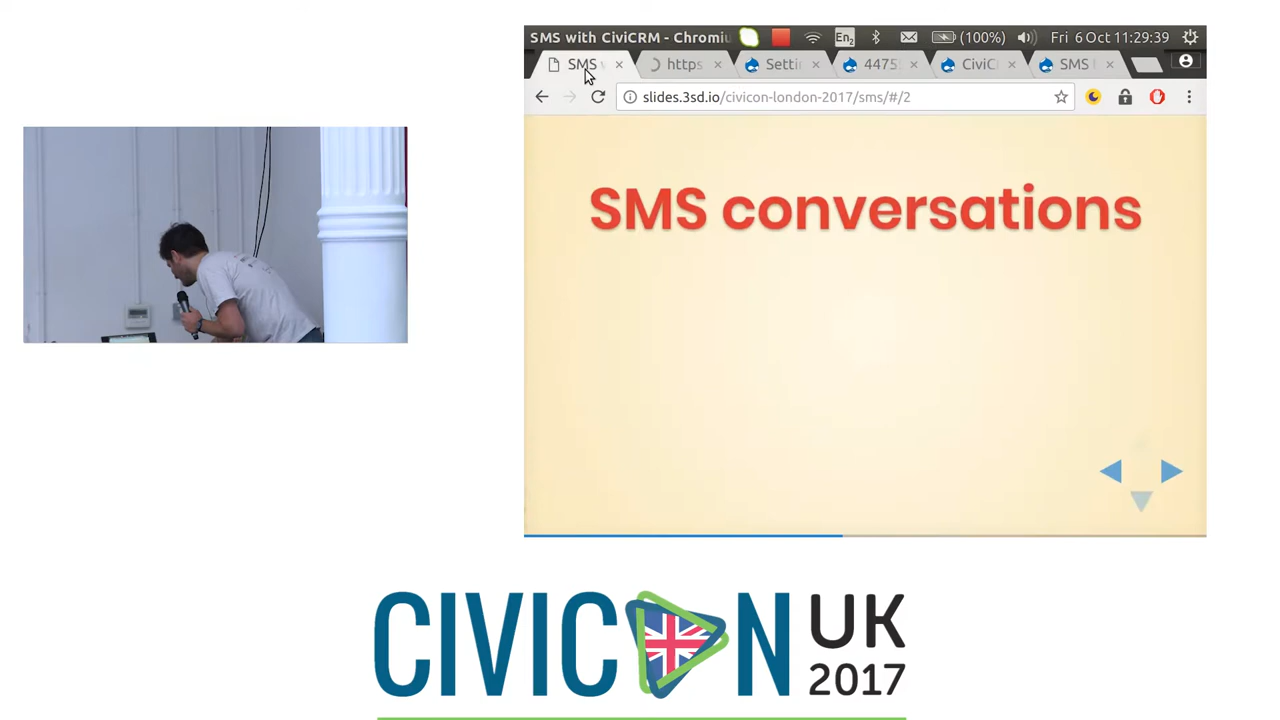 SMS with CiviCRM - Chromiu
En2
(100%)
Fri 6 Oct 11:29:39
SMS
https
Setti
CiviC
SMS
slides.3sd.io/civicon-london-2017/sms/#/2
SMS conversations
CIVICON UK
2017